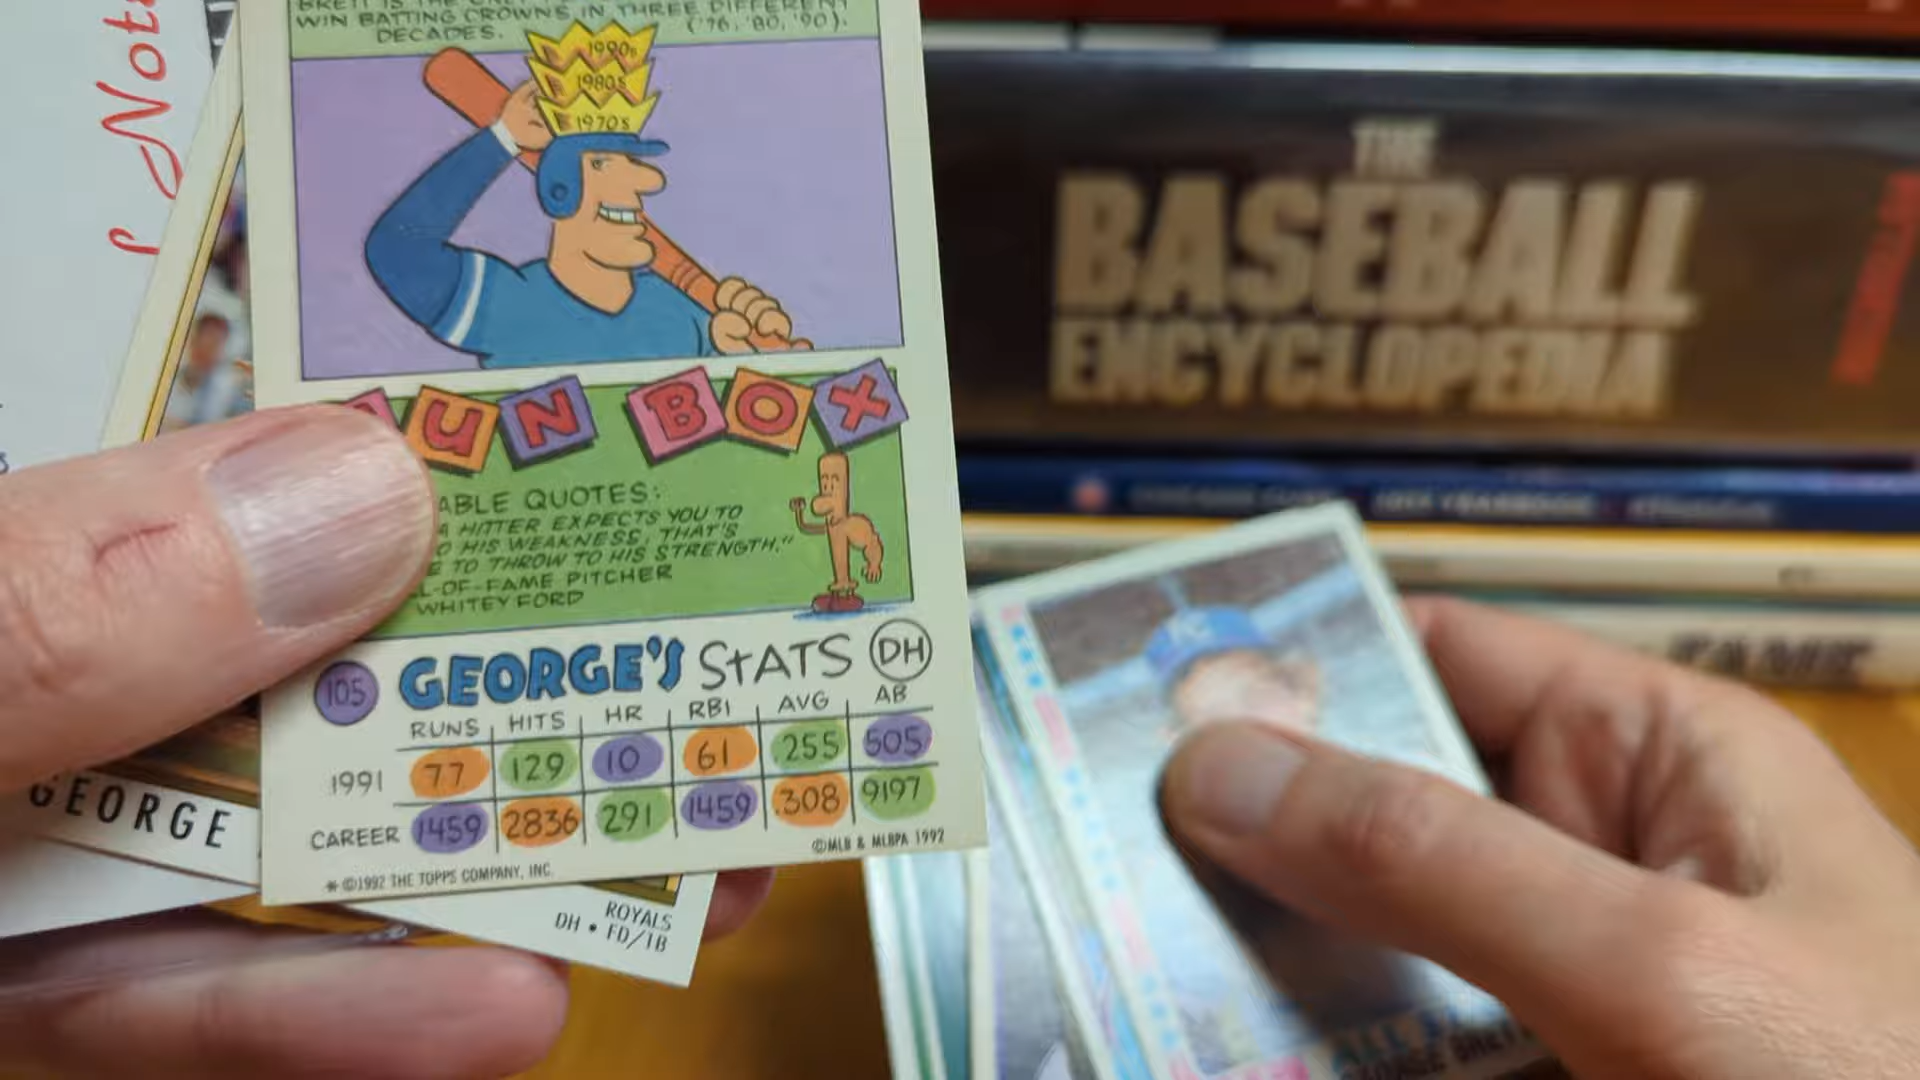 Not
BRETT IS THE
WIN BATTING CROWNS IN THREE DIFFERENT
DECADES. ('76, '80, '90).
1990s
1980s
1970s
UN BOX
ABLE QUOTES:
A HITTER EXPECTS YOU TO
O HIS WEAKNESS, THAT'S
E TO THROW TO HIS STRENGTH."
L-OF-FAME PITCHER
WHITEY FORD
105 GEORGE'S STATS DH
RUNS HITS HR RBI AVG AB
1991 77 129 10 61 .255 505
CAREER 1459 2836 291 1459 .308 9197
* ©1992 THE TOPPS COMPANY, INC. ©MLB & MLBPA 1992
GEORGE
ROYALS
DH • FD/1B
THE
BASEBALL
ENCYCLOPEDIA
KC
GEORGE BRETT